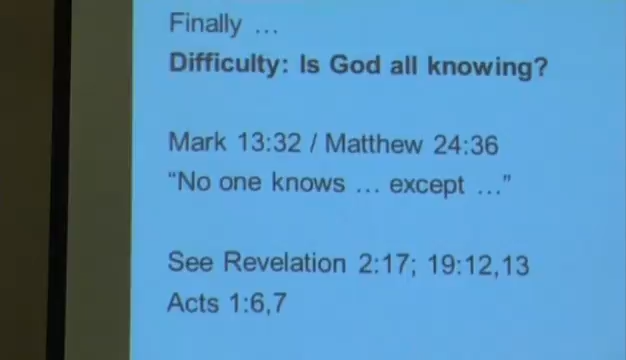 Finally …
Difficulty: Is God all knowing?
Mark 13:32 / Matthew 24:36
“No one knows … except …”
See Revelation 2:17; 19:12,13
Acts 1:6,7